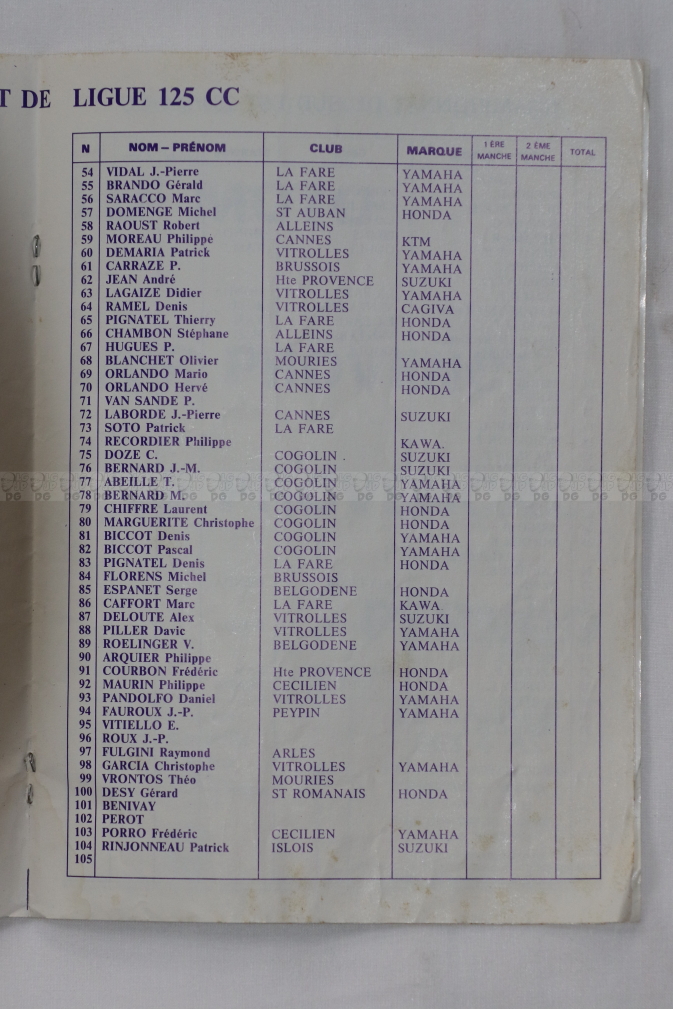 T DE LIGUE 125 CC
N NOM – PRÉNOM CLUB MARQUE 1 ÈRE MANCHE 2 ÈME MANCHE TOTAL
54 VIDAL J.-Pierre LA FARE YAMAHA
55 BRANDO Gérald LA FARE YAMAHA
56 SARACCO Marc LA FARE YAMAHA
57 DOMENGE Michel ST AUBAN HONDA
58 RAOUST Robert ALLEINS
59 MOREAU Philippe CANNES KTM
60 DEMARIA Patrick VITROLLES YAMAHA
61 CARRAZE P. BRUSSOIS YAMAHA
62 JEAN André Hte PROVENCE SUZUKI
63 LAGAIZE Didier VITROLLES YAMAHA
64 RAMEL Denis VITROLLES CAGIVA
65 PIGNATEL Thierry LA FARE HONDA
66 CHAMBON Stéphane ALLEINS HONDA
67 HUGUES P. LA FARE
68 BLANCHET Olivier MOURIES YAMAHA
69 ORLANDO Mario CANNES HONDA
70 ORLANDO Hervé CANNES HONDA
71 VAN SANDE P.
72 LABORDE J.-Pierre CANNES SUZUKI
73 SOTO Patrick LA FARE
74 RECORDIER Philippe KAWA.
75 DOZE C. COGOLIN . SUZUKI
76 BERNARD J.-M. COGOLIN SUZUKI
77 ABEILLE T. COGOLIN YAMAHA
78 BERNARD M. COGOLIN YAMAHA
79 CHIFFRE Laurent COGOLIN HONDA
80 MARGUERITE Christophe COGOLIN HONDA
81 BICCOT Denis COGOLIN YAMAHA
82 BICCOT Pascal COGOLIN YAMAHA
83 PIGNATEL Denis LA FARE HONDA
84 FLORENS Michel BRUSSOIS
85 ESPANET Serge BELGODENE HONDA
86 CAFFORT Marc LA FARE KAWA.
87 DELOUTE Alex VITROLLES SUZUKI
88 PILLER Davic VITROLLES YAMAHA
89 ROELINGER V. BELGODENE YAMAHA
90 ARQUIER Philippe
91 COURBON Frédéric Hte PROVENCE HONDA
92 MAURIN Philippe CECILIEN HONDA
93 PANDOLFO Daniel VITROLLES YAMAHA
94 FAUROUX J.-P. PEYPIN YAMAHA
95 VITIELLO E.
96 ROUX J.-P.
97 FULGINI Raymond ARLES
98 GARCIA Christophe VITROLLES YAMAHA
99 VRONTOS Théo MOURIES
100 DESY Gérard ST ROMANAIS HONDA
101 BENIVAY
102 PEROT
103 PORRO Frédéric CECILIEN YAMAHA
104 RINJONNEAU Patrick ISLOIS SUZUKI
105